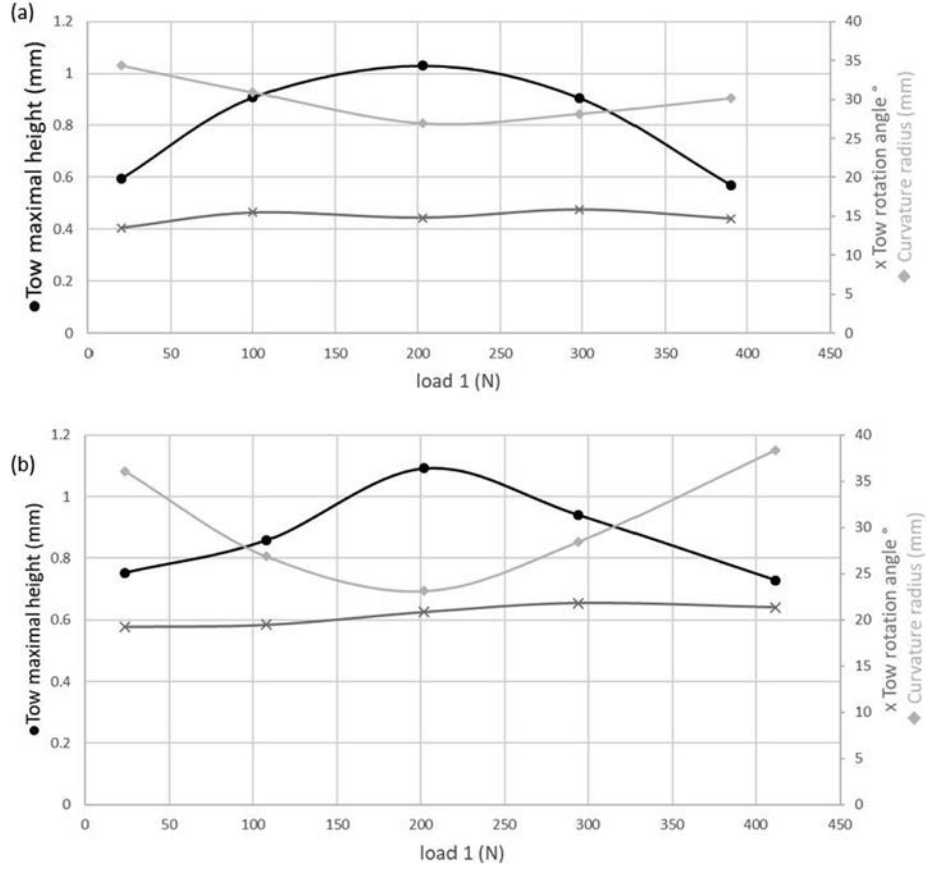 (a)
1.2
1
0.8
0.6
0.4
0.2
0
●Tow maximal height (mm)
40
35
30
25
20
15
10
5
0
x Tow rotation angle °
◆ Curvature radius (mm)
0 50 100 150 200 250 300 350 400 450
load 1 (N)
(b)
1.2
1
0.8
0.6
0.4
0.2
0
●Tow maximal height (mm)
40
35
30
25
20
15
10
5
0
x Tow rotation angle °
◆ Curvature radius (mm)
0 50 100 150 200 250 300 350 400 450
load 1 (N)